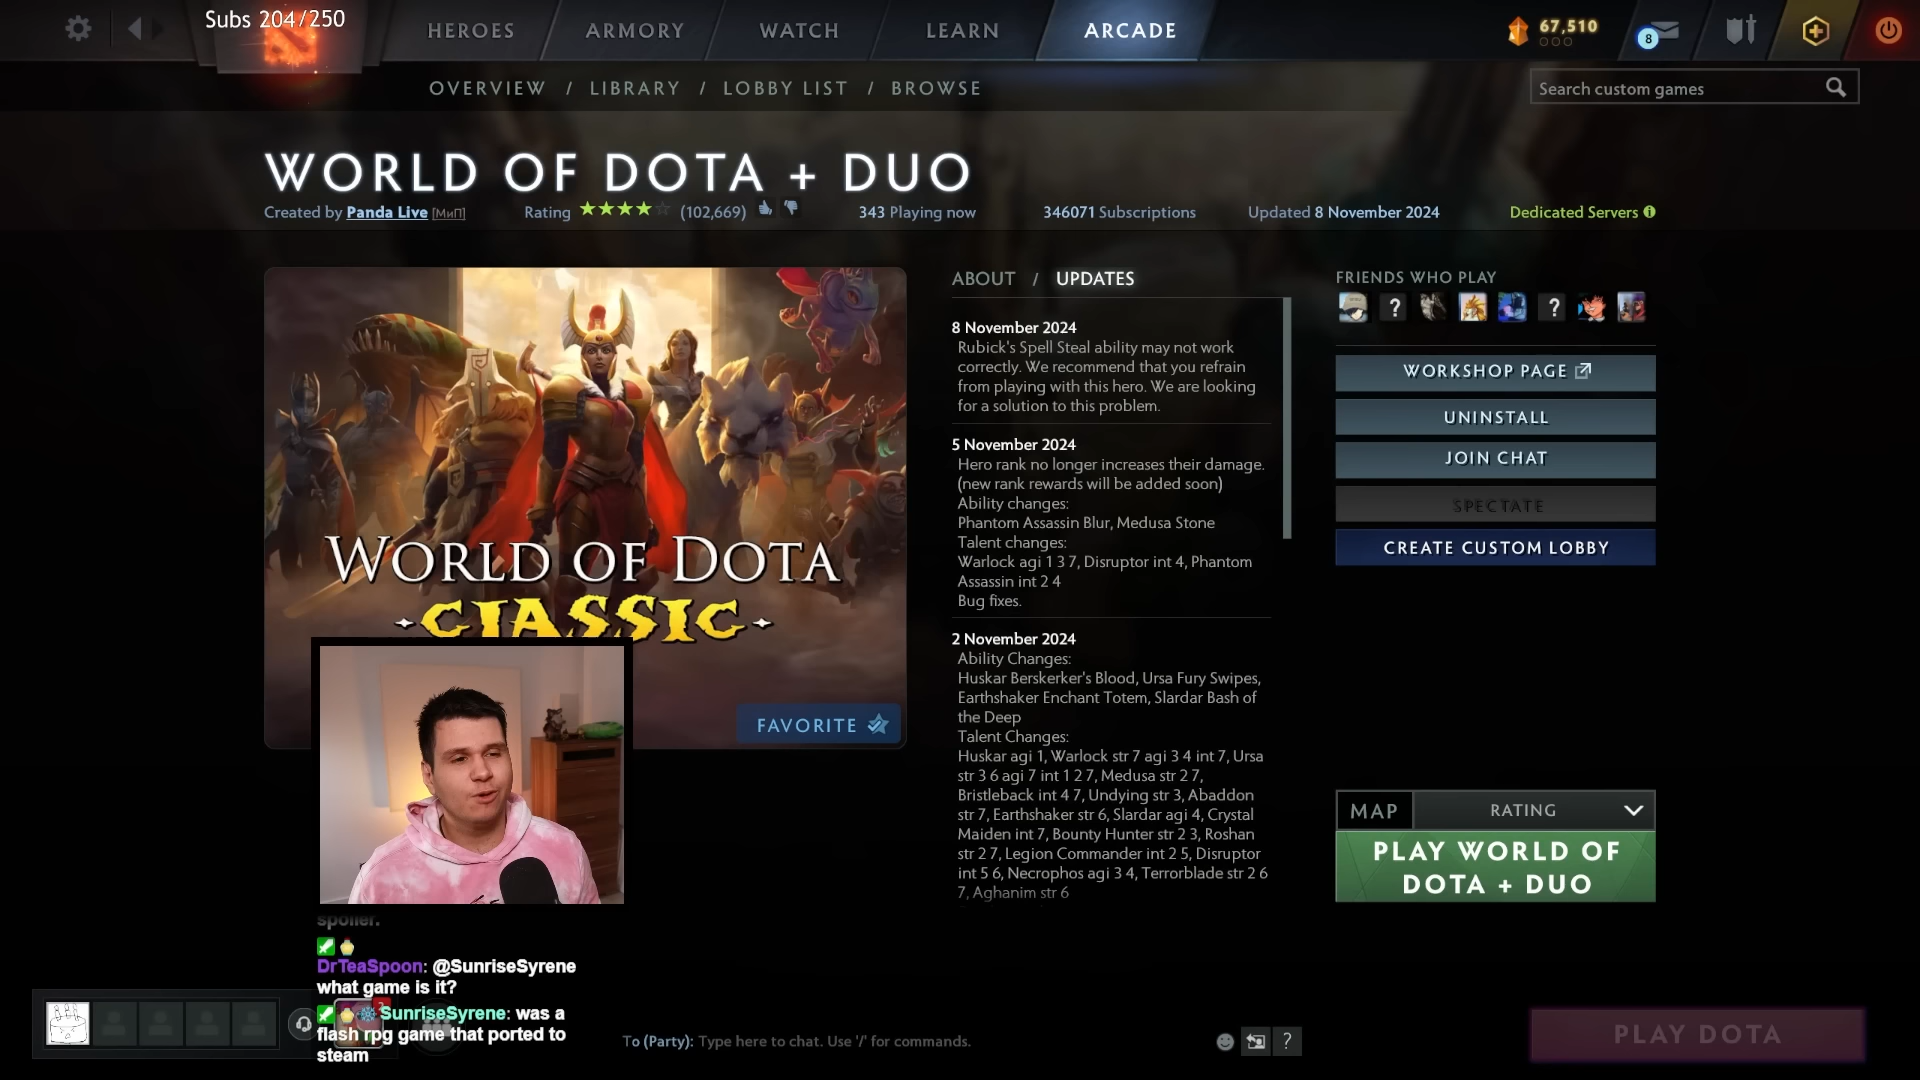 Subs 204/250
HEROES
ARMORY
WATCH
LEARN
ARCADE
67,510
8
OVERVIEW / LIBRARY / LOBBY LIST / BROWSE
Search custom games
WORLD OF DOTA + DUO
Created by Panda Live [МиП]
Rating
(102,669)
343 Playing now
346071 Subscriptions
Updated 8 November 2024
Dedicated Servers
WORLD OF DOTA
CLASSIC
FAVORITE
ABOUT / UPDATES
8 November 2024
Rubick's Spell Steal ability may not work
correctly. We recommend that you refrain
from playing with this hero. We are looking
for a solution to this problem.
5 November 2024
Hero rank no longer increases their damage.
(new rank rewards will be added soon)
Ability changes:
Phantom Assassin Blur, Medusa Stone
Talent changes:
Warlock agi 1 3 7, Disruptor int 4, Phantom
Assassin int 2 4
Bug fixes.
2 November 2024
Ability Changes:
Huskar Berskerker's Blood, Ursa Fury Swipes,
Earthshaker Enchant Totem, Slardar Bash of
the Deep
Talent Changes:
Huskar agi 1, Warlock str 7 agi 3 4 int 7, Ursa
str 3 6 agi 7 int 1 2 7, Medusa str 2 7,
Bristleback int 4 7, Undying str 3, Abaddon
str 7, Earthshaker str 6, Slardar agi 4, Crystal
Maiden int 7, Bounty Hunter str 2 3, Roshan
str 2 7, Legion Commander int 2 5, Disruptor
int 5 6, Necrophos agi 3 4, Terrorblade str 2 6
7, Aghanim str 6
FRIENDS WHO PLAY
? ?
WORKSHOP PAGE
UNINSTALL
JOIN CHAT
SPECTATE
CREATE CUSTOM LOBBY
MAP
RATING
PLAY WORLD OF
DOTA + DUO
spoiler.
DrTeaSpoon: @SunriseSyrene
what game is it?
SunriseSyrene: was a
flash rpg game that ported to
steam
To (Party): Type here to chat. Use '/' for commands.
?
PLAY DOTA